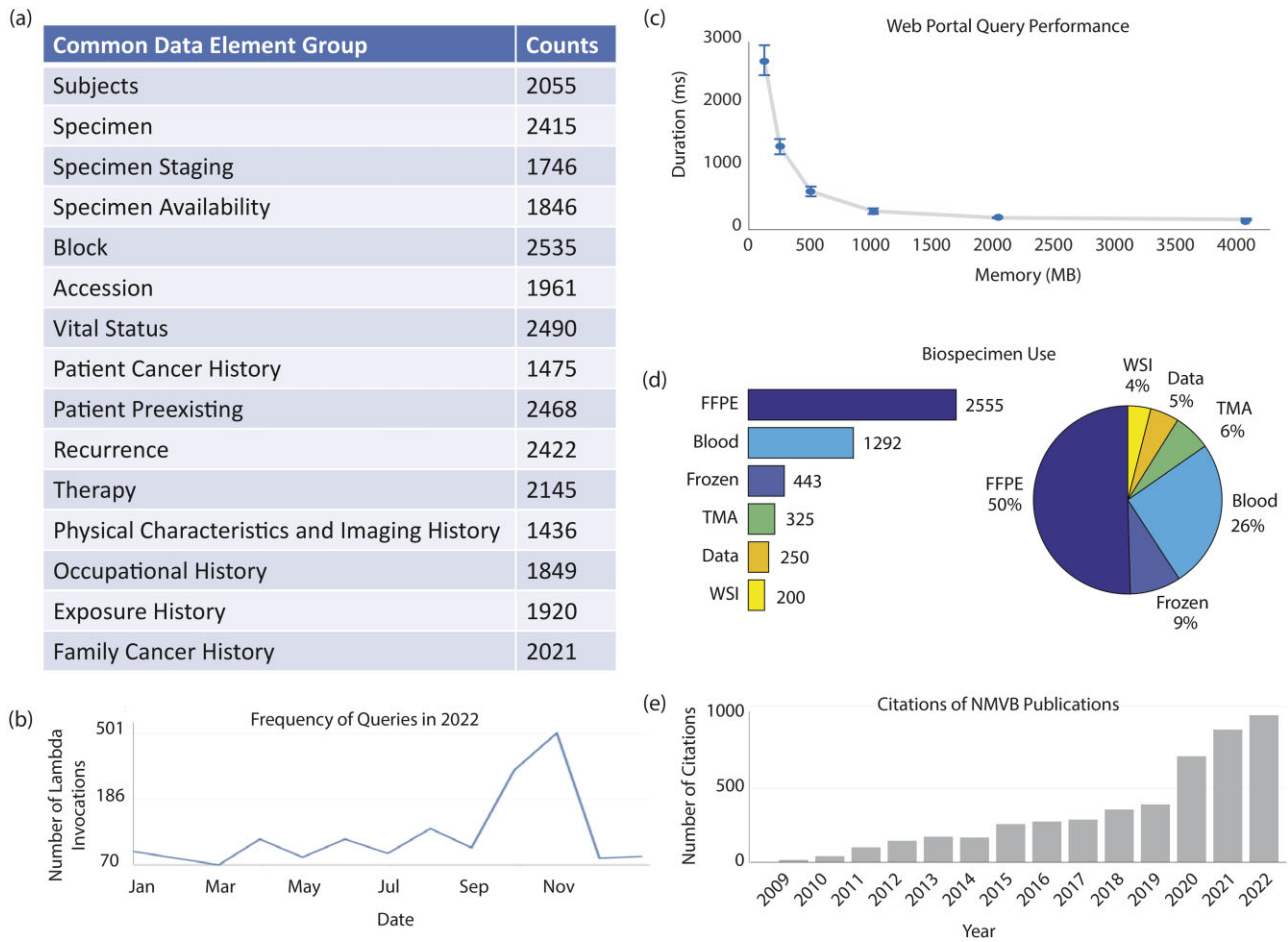 (a)
Common Data Element Group Counts
Subjects 2055
Specimen 2415
Specimen Staging 1746
Specimen Availability 1846
Block 2535
Accession 1961
Vital Status 2490
Patient Cancer History 1475
Patient Preexisting 2468
Recurrence 2422
Therapy 2145
Physical Characteristics and Imaging History 1436
Occupational History 1849
Exposure History 1920
Family Cancer History 2021
(b)
Frequency of Queries in 2022
Number of Lambda
Invocations
501
186
70
Jan Mar May Jul Sep Nov
Date
(c)
Web Portal Query Performance
Duration (ms)
3000
2000
1000
0
0 500 1000 1500 2000 2500 3000 3500 4000
Memory (MB)
(d)
Biospecimen Use
FFPE 2555
Blood 1292
Frozen 443
TMA 325
Data 250
WSI 200
WSI
4%
Data
5%
TMA
6%
Blood
26%
Frozen
9%
FFPE
50%
(e)
Citations of NMVB Publications
Number of Citations
1000
500
0
2009 2010 2011 2012 2013 2014 2015 2016 2017 2018 2019 2020 2021 2022
Year